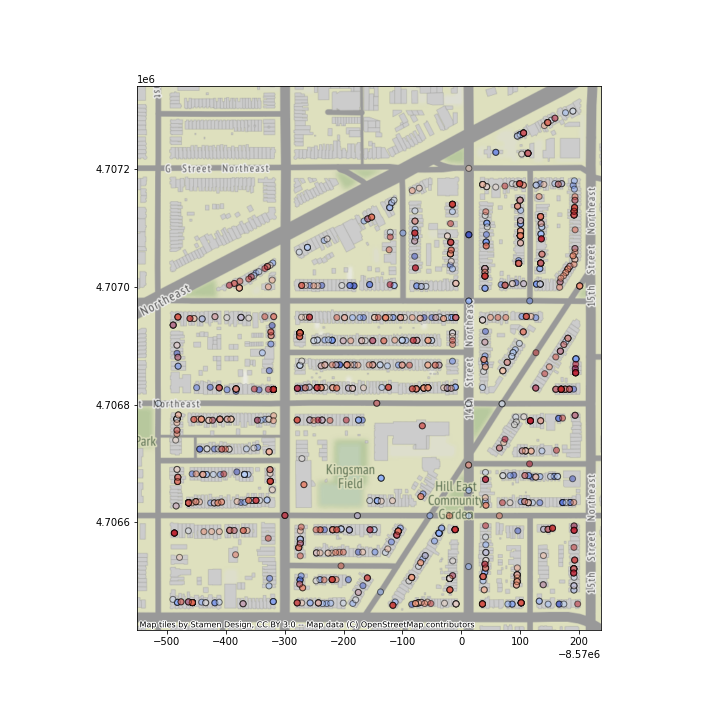 1e6
4.7072
4.7070
4.7068
4.7066
15t
G Street Northeast
Northeast
15th Street Northeast
Northeast
14th Street Northeast
Park
Kingsman
Field
Hill East
Community
Garden
15th Street Northeast
Map tiles by Stamen Design, CC BY 3.0 -- Map data (C) OpenStreetMap contributors
−500 −400 −300 −200 −100 0 100 200
−8.57e6